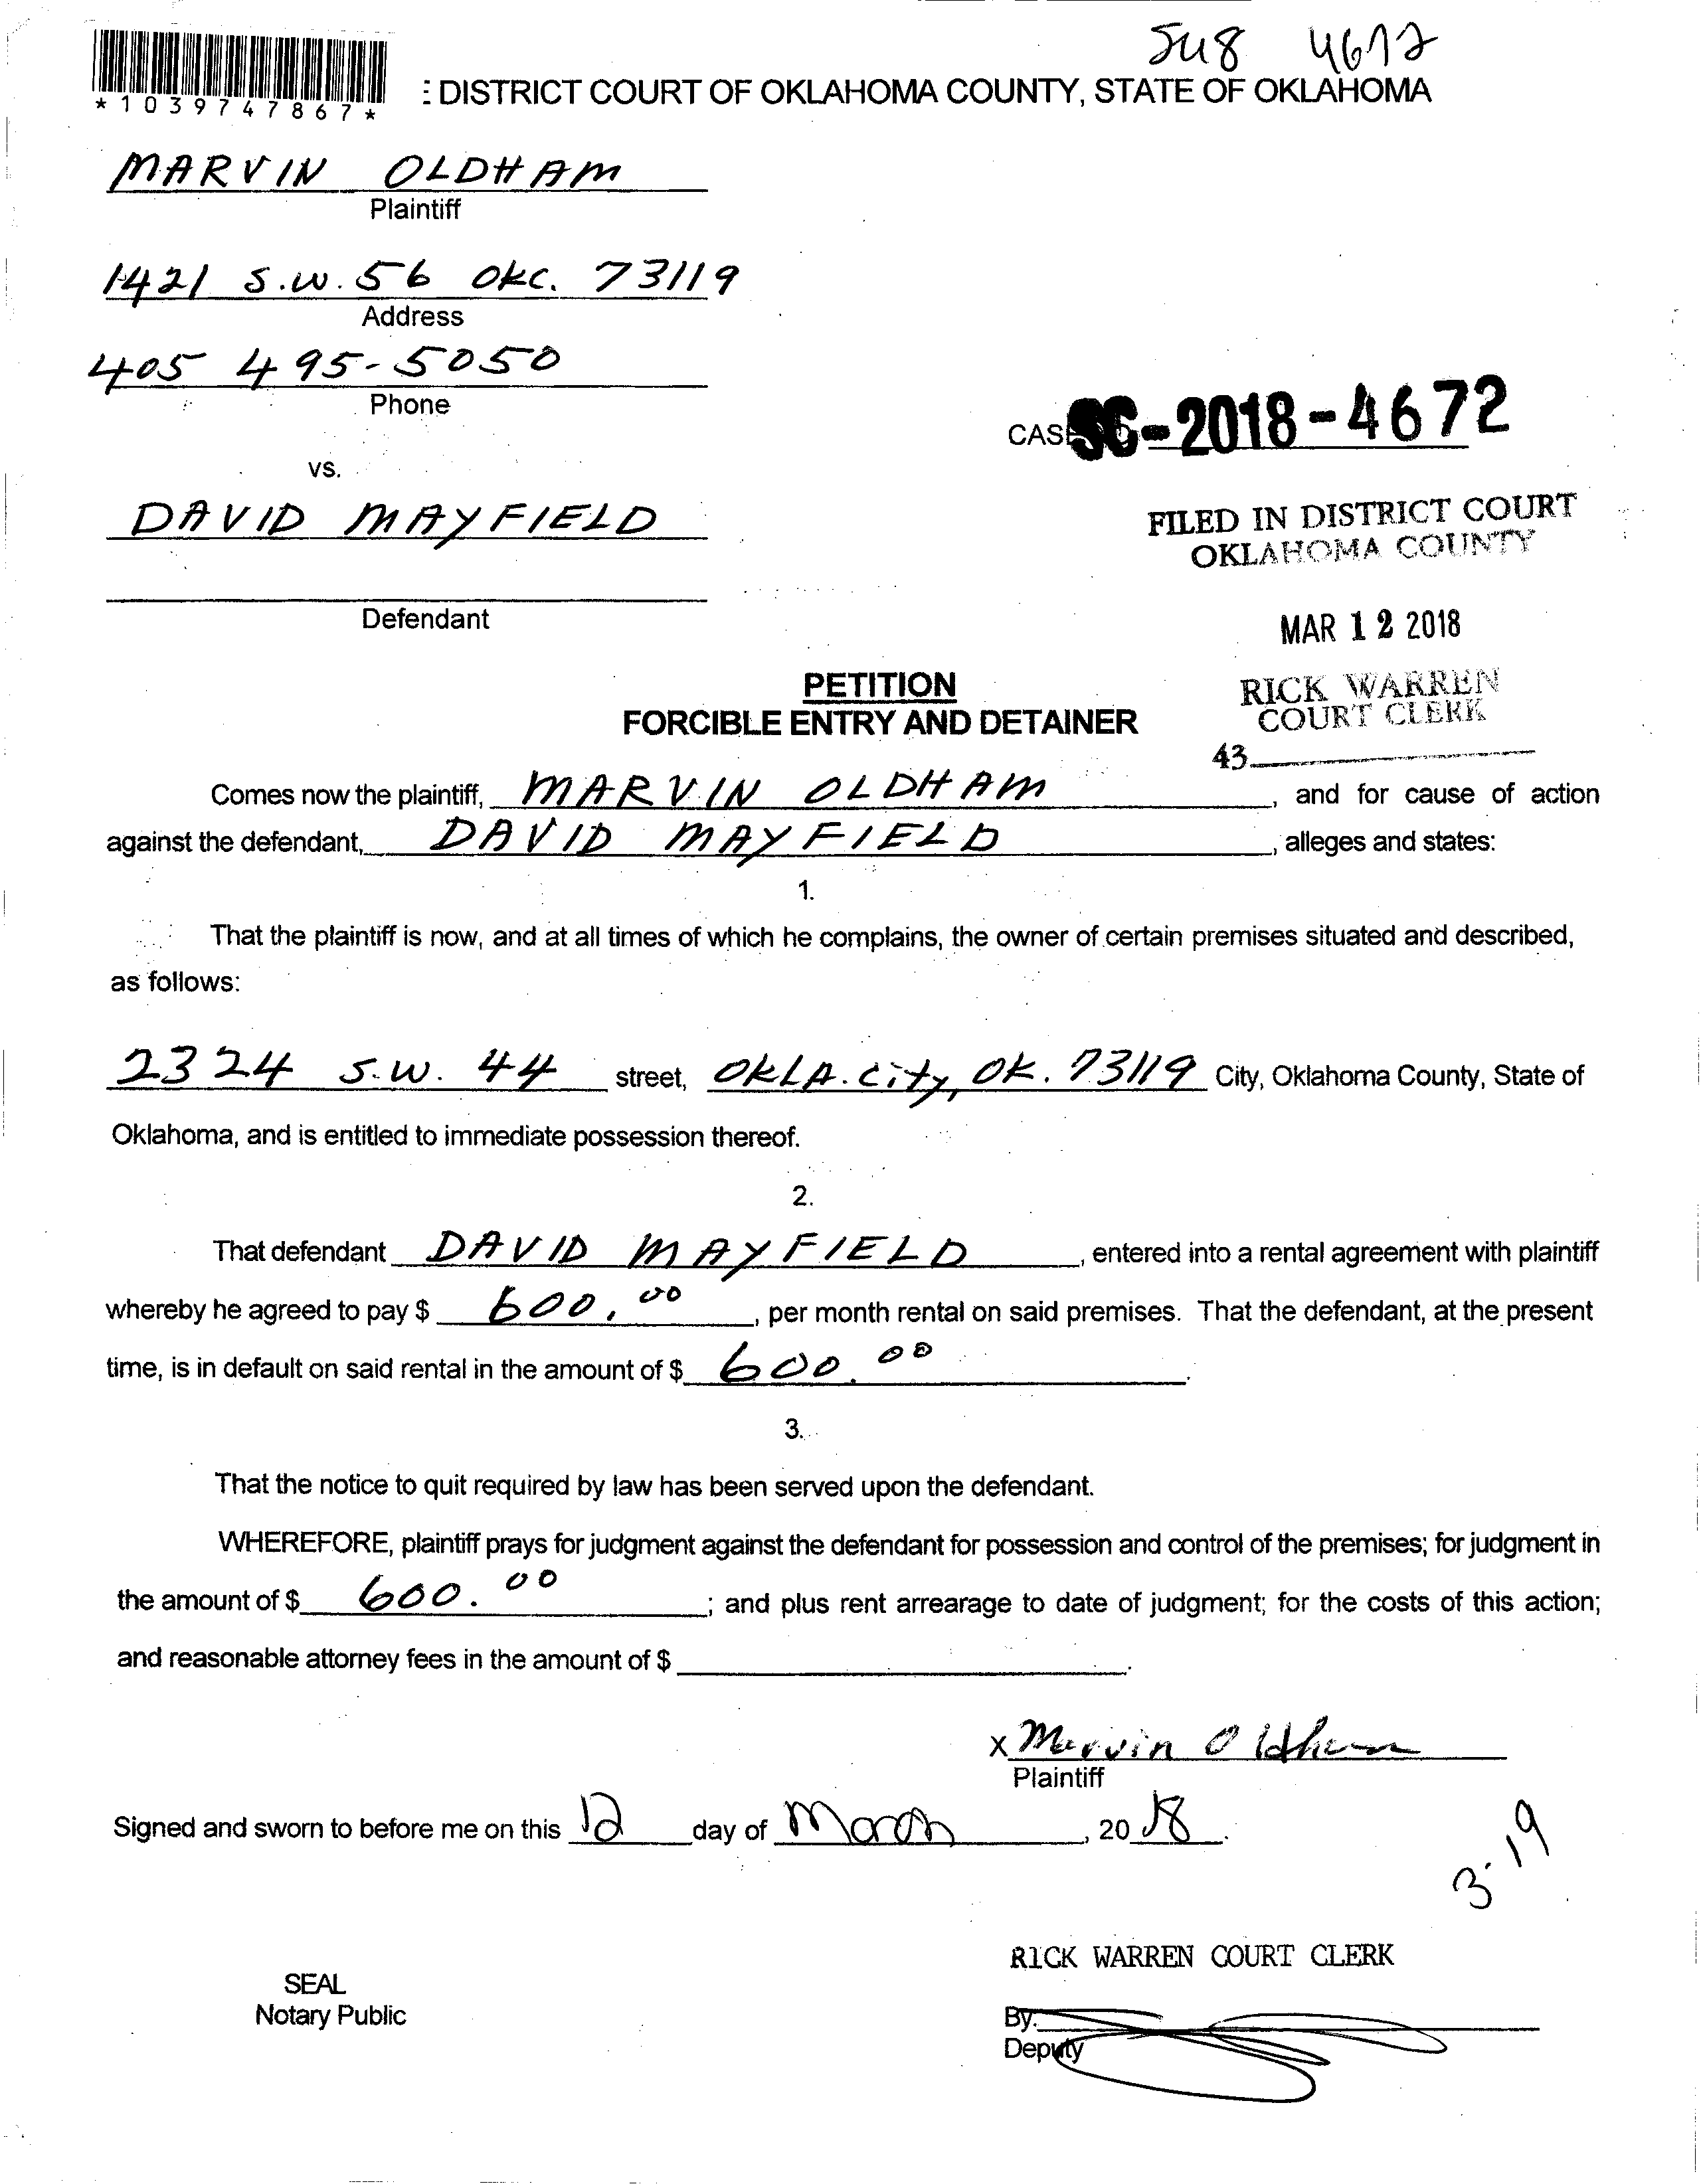 548 4672
*1039747867*
: DISTRICT COURT OF OKLAHOMA COUNTY, STATE OF OKLAHOMA
MARVIN OLDHAM
Plaintiff
1421 S.W. 56 OKC. 73119
Address
405 495-5050
Phone
CASE SC-2018-4672
vs.
DAVID MAYFIELD
FILED IN DISTRICT COURT
OKLAHOMA COUNTY
Defendant
MAR 12 2018
PETITION
RICK WARREN
COURT CLERK
FORCIBLE ENTRY AND DETAINER
43
Comes now the plaintiff, MARVIN OLDHAM, and for cause of action
against the defendant, DAVID MAYFIELD, alleges and states:
1.
That the plaintiff is now, and at all times of which he complains, the owner of certain premises situated and described,
as follows:
2324 S.W. 44 street, OKLA. City, OK. 73119 City, Oklahoma County, State of
Oklahoma, and is entitled to immediate possession thereof.
2.
That defendant DAVID MAYFIELD, entered into a rental agreement with plaintiff
whereby he agreed to pay $ 600.00, per month rental on said premises. That the defendant, at the present
time, is in default on said rental in the amount of $ 600.00.
3.
That the notice to quit required by law has been served upon the defendant.
WHEREFORE, plaintiff prays for judgment against the defendant for possession and control of the premises; for judgment in
the amount of $ 600.00; and plus rent arrearage to date of judgment; for the costs of this action;
and reasonable attorney fees in the amount of $ .
X Marvin Oldham
Plaintiff
Signed and sworn to before me on this 12 day of March, 2018.
3-19
RICK WARREN COURT CLERK
SEAL
Notary Public
By:
Deputy